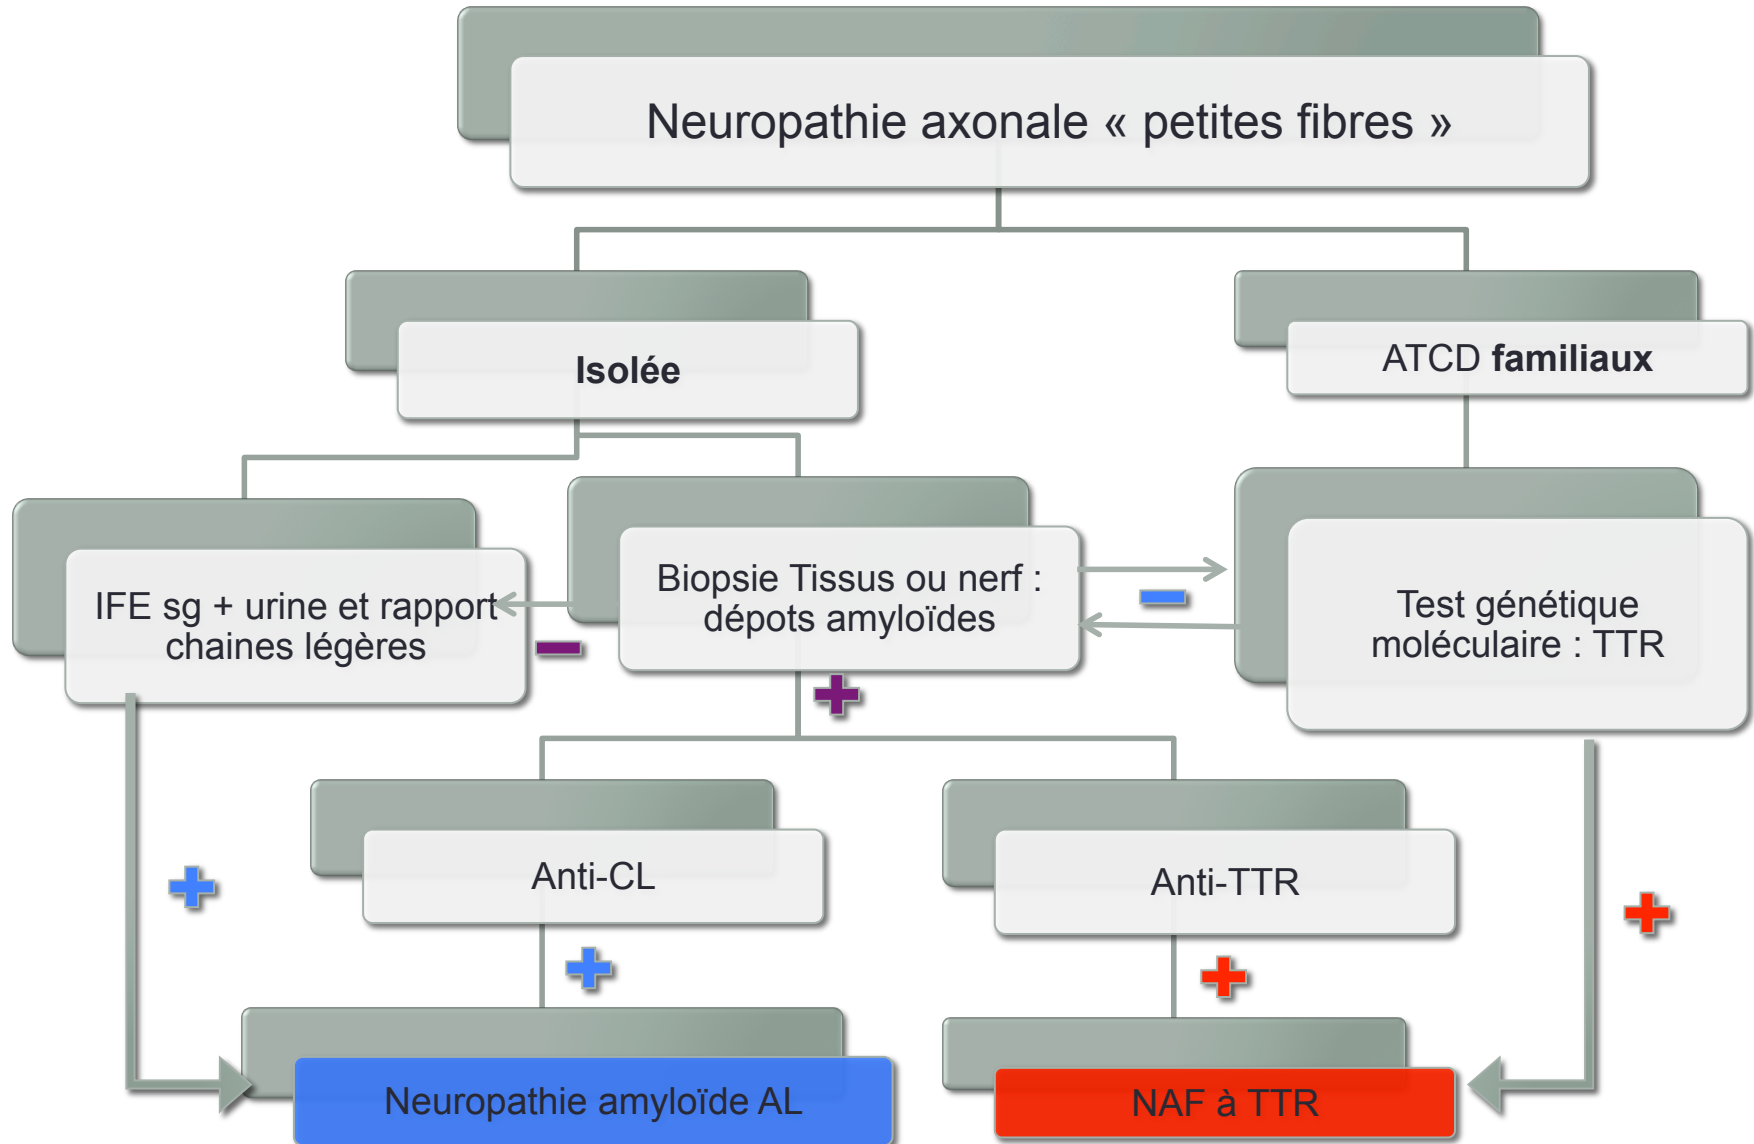 Neuropathie axonale « petites fibres »
Isolée
ATCD familiaux
IFE sg + urine et rapport
chaines légères
Biopsie Tissus ou nerf :
dépots amyloïdes
Test génétique
moléculaire : TTR
Anti-CL
Anti-TTR
Neuropathie amyloïde AL
NAF à TTR